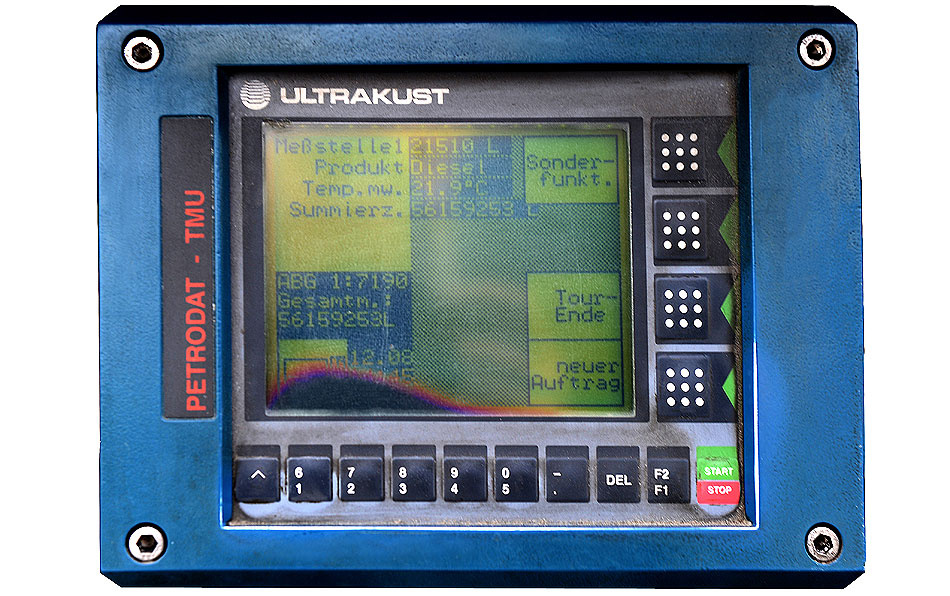 ULTRAKUST
PETRODAT - TMU
Meßstelle1 21510 L
Produkt Diesel
Temp.mw. 21.9°C
Summierz. 56159253 L
Sonder-
funkt.
ABG 1:7190
Gesamtm.:
56159253L
12.08
Tour-
Ende
neuer
Auftrag
^ 6 7 8 9 0 - DEL F2 START
1 2 3 4 5 . F1 STOP